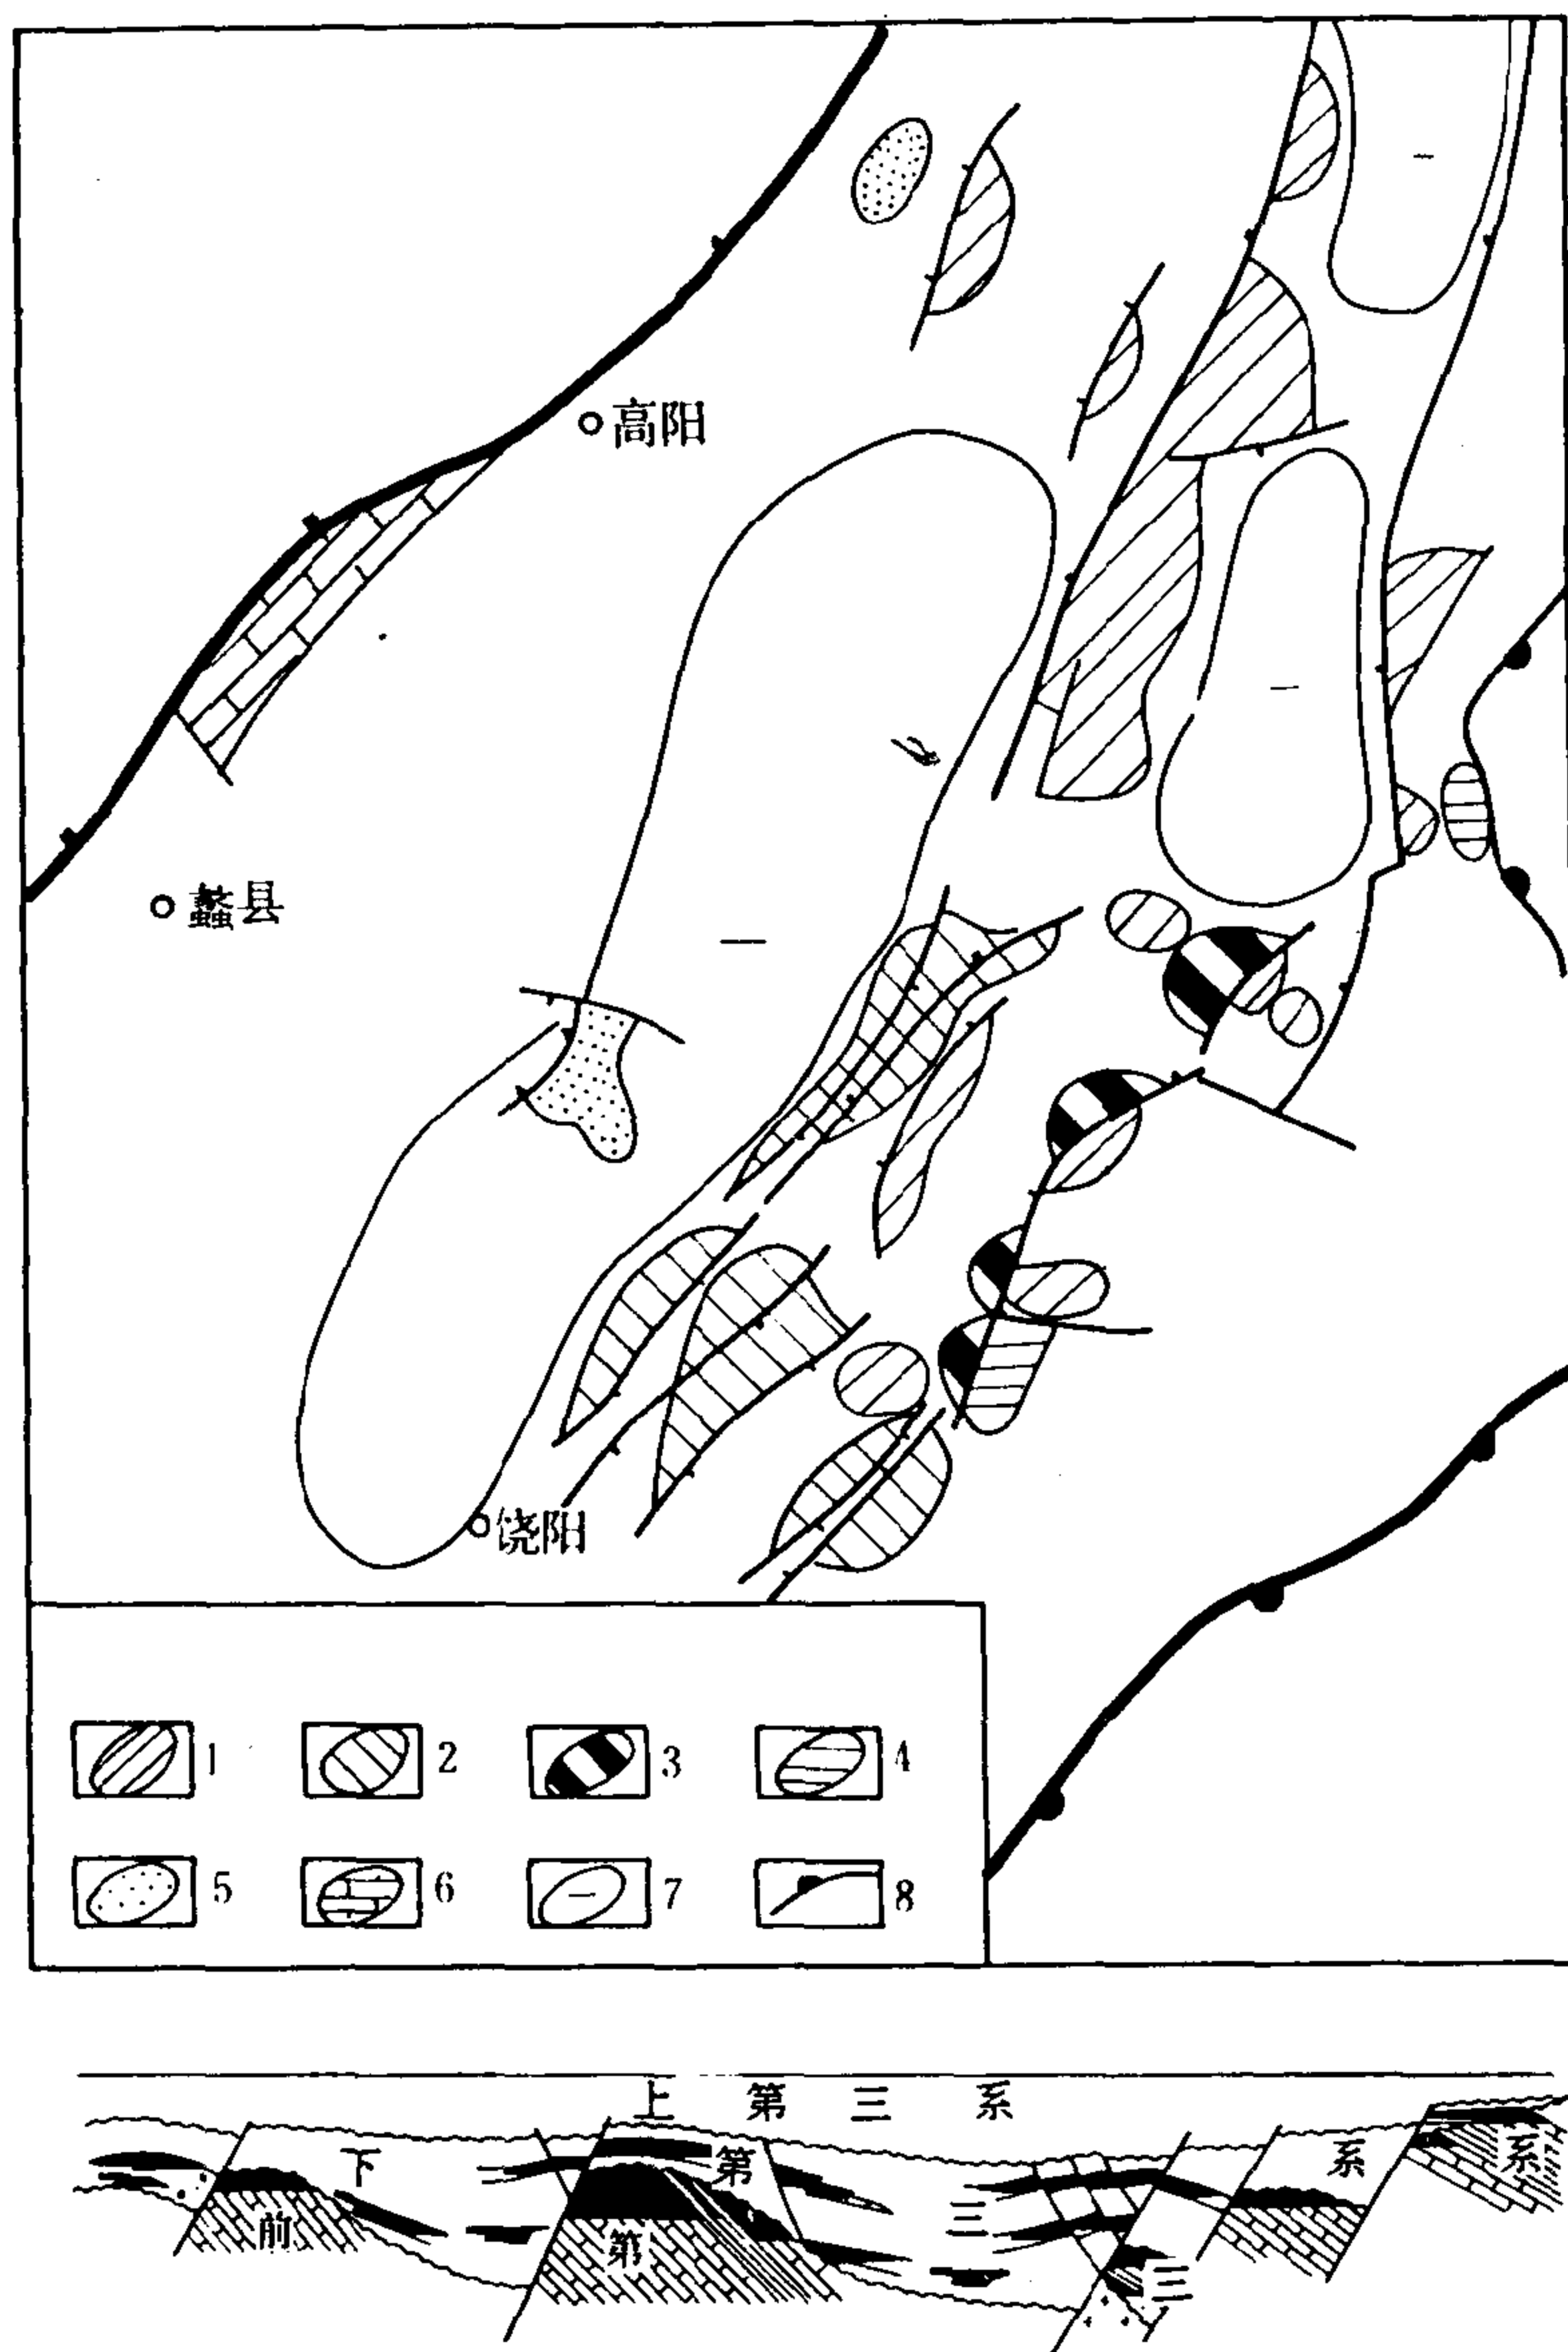 高阳
蠡县
饶阳
1 2 3 4
5 6 7 8
上 第 三 系
下 第 三 系
前 第 三 系